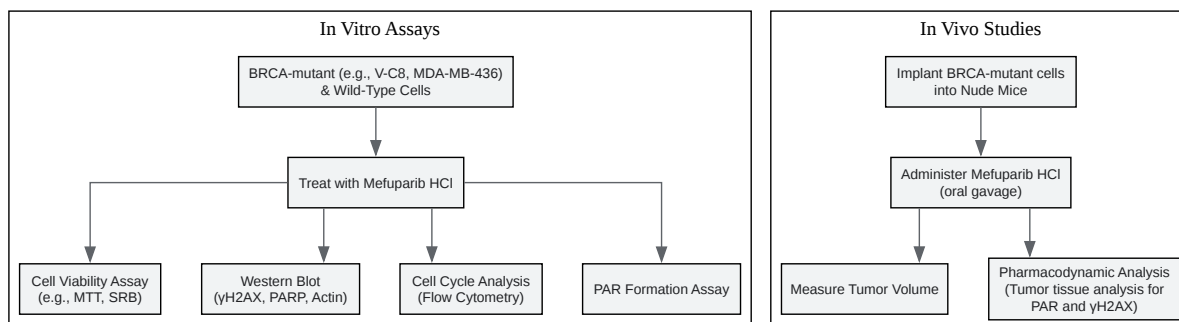 In Vitro Assays
BRCA-mutant (e.g., V-C8, MDA-MB-436)
& Wild-Type Cells
Treat with Mefuparib HCl
Cell Viability Assay
(e.g., MTT, SRB)
Western Blot
(γH2AX, PARP, Actin)
Cell Cycle Analysis
(Flow Cytometry)
PAR Formation Assay
In Vivo Studies
Implant BRCA-mutant cells
into Nude Mice
Administer Mefuparib HCl
(oral gavage)
Measure Tumor Volume
Pharmacodynamic Analysis
(Tumor tissue analysis for
PAR and γH2AX)